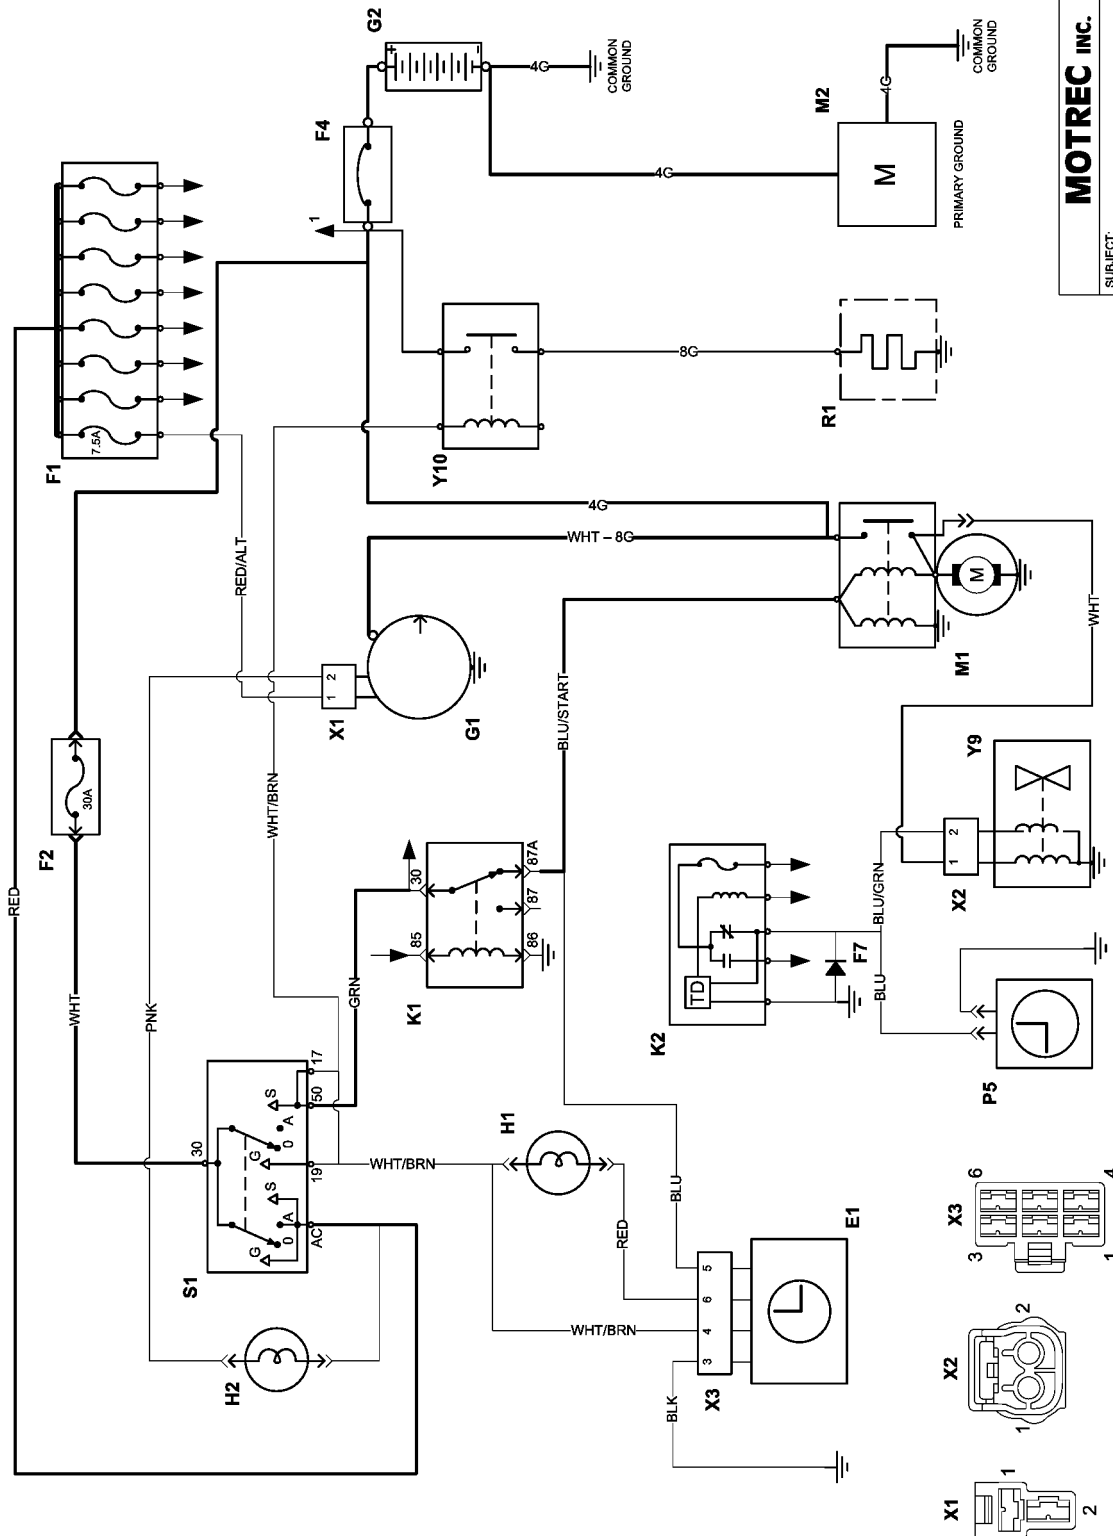 RED
F2
30A
WHT
F1
7.5A
PNK
H2
S1
30
G
0
A
S
G
0
A
S
AC
19
50
17
WHT/BRN
RED/ALT
X1
1
2
G1
WHT/BRN
GRN
K1
85
30
86
87
87A
1
F4
G2
+
-
4G
COMMON
GROUND
Y10
8G
R1
4G
WHT – 8G
BLU/START
M1
M
WHT
4G
M2
M
PRIMARY GROUND
4G
COMMON
GROUND
H1
RED
BLU
WHT/BRN
BLK
X3
3
4
6
5
E1
K2
TD
F7
BLU
BLU/GRN
P5
X2
1
2
Y9
X1
1
2
X2
1
2
X3
3
6
1
4
MOTREC INC.
SUBJECT: